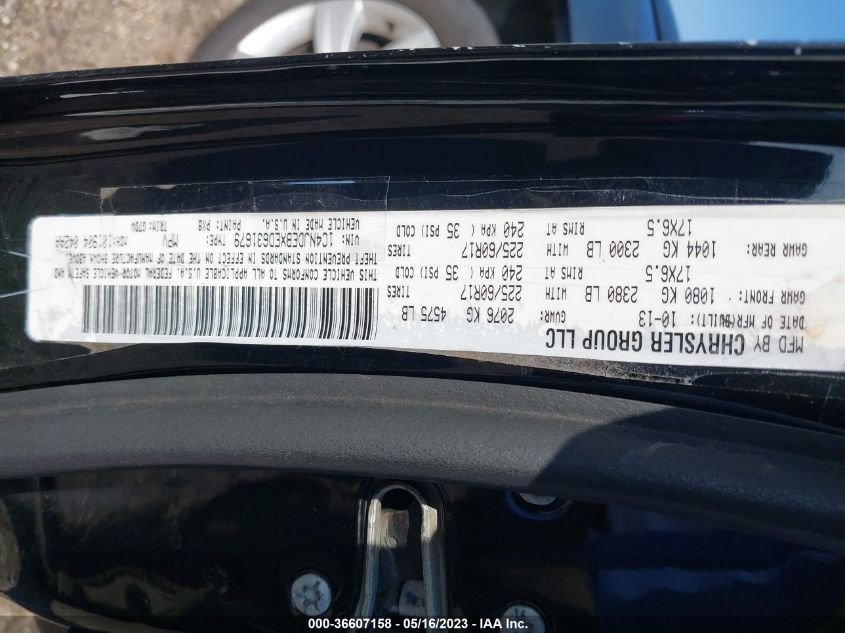 MFD BY CHRYSLER GROUP LLC
DATE OF MFR(BUILT): 10-13 GVWR: 2076 KG 4575 LB
GAWR FRONT: 1080 KG 2380 LB WITH TIRES 225/60R17
17X6.5 RIMS AT 240 KPA ( 35 PSI) COLD
GAWR REAR: 1044 KG 2300 LB WITH TIRES 225/60R17
17X6.5 RIMS AT 240 KPA ( 35 PSI) COLD
THIS VEHICLE CONFORMS TO ALL APPLICABLE U.S.A. FEDERAL MOTOR VEHICLE SAFETY AND
THEFT PREVENTION STANDARDS IN EFFECT ON THE DATE OF MANUFACTURE SHOWN ABOVE.
VIN: 1C4NJDEBXED631679 TYPE: MPV MDH: 101904 042AA
VEHICLE MADE IN U.S.A. PAINT: PX8 TRIM: G7DV
000-36607158 — 05/16/2023 — © IAA Inc.